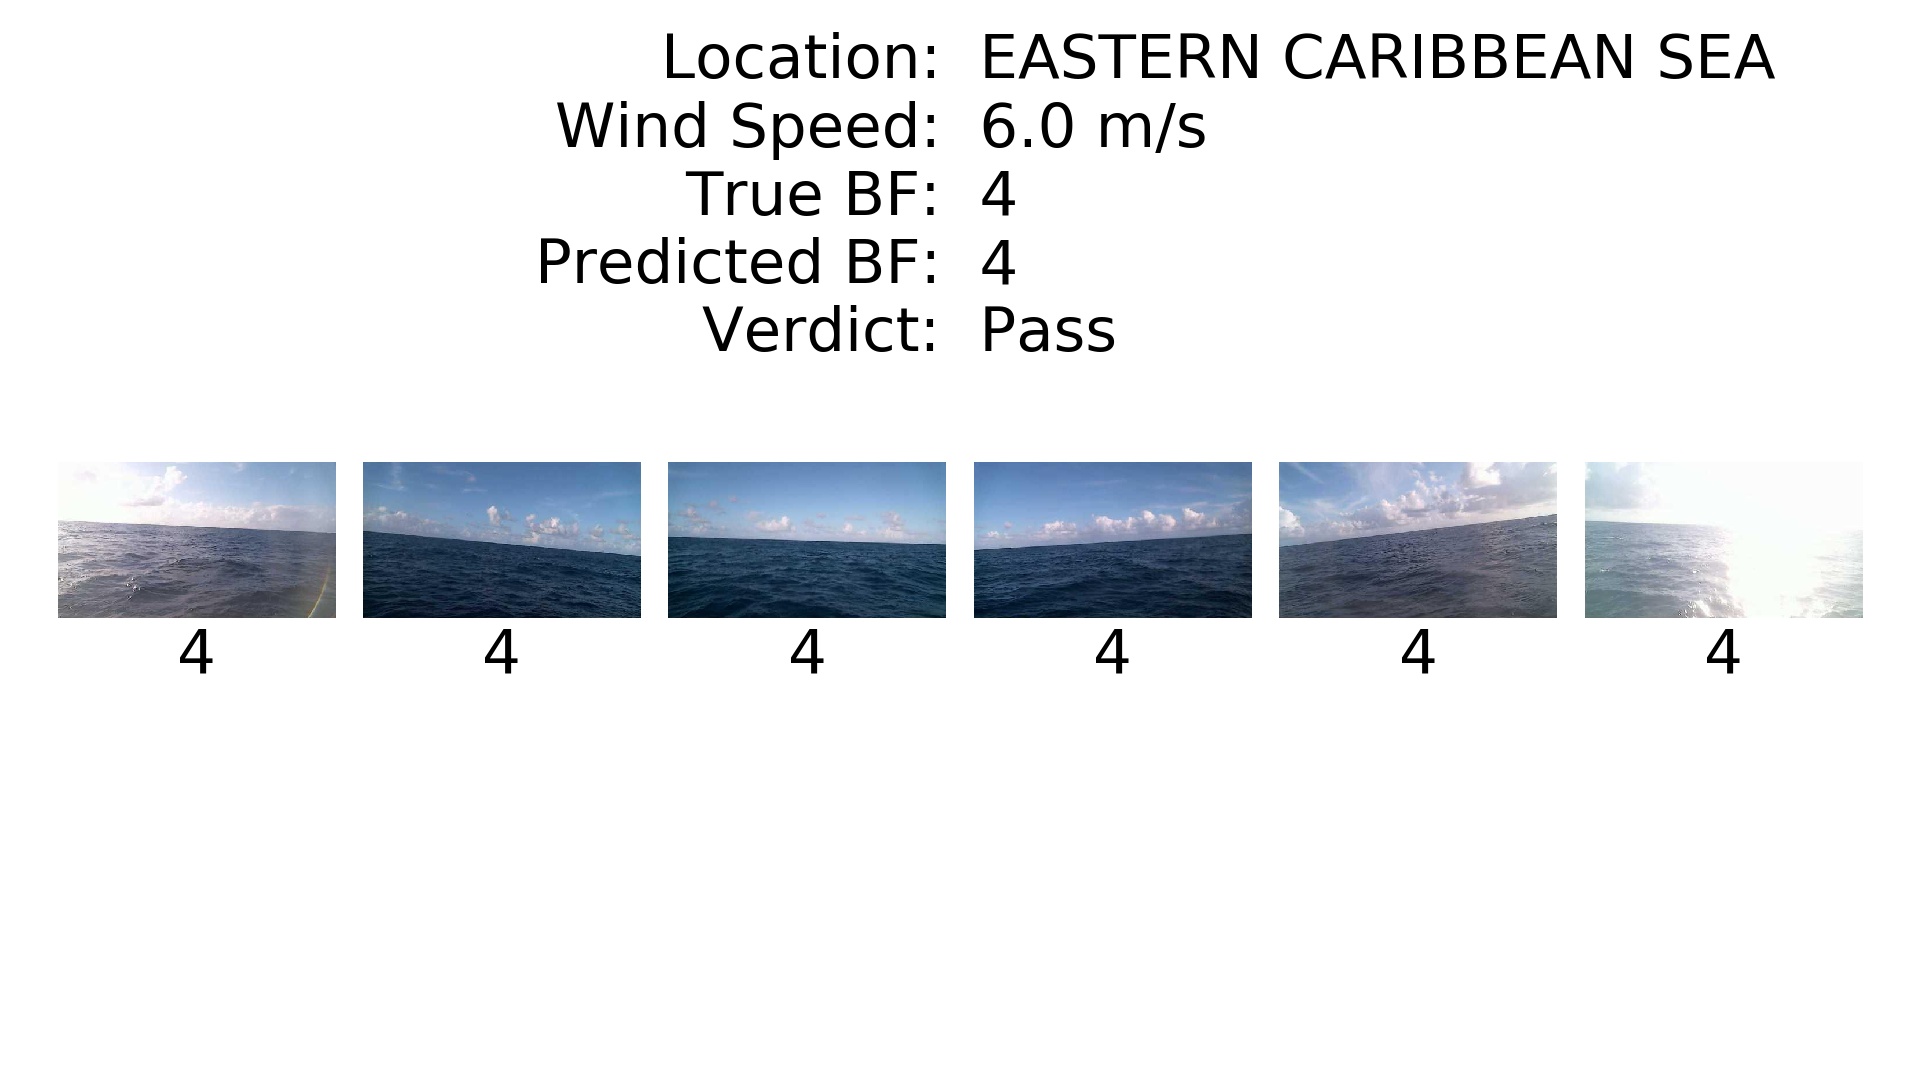 Location: EASTERN CARIBBEAN SEA
Wind Speed: 6.0 m/s
True BF: 4
Predicted BF: 4
Verdict: Pass
4 4 4 4 4 4